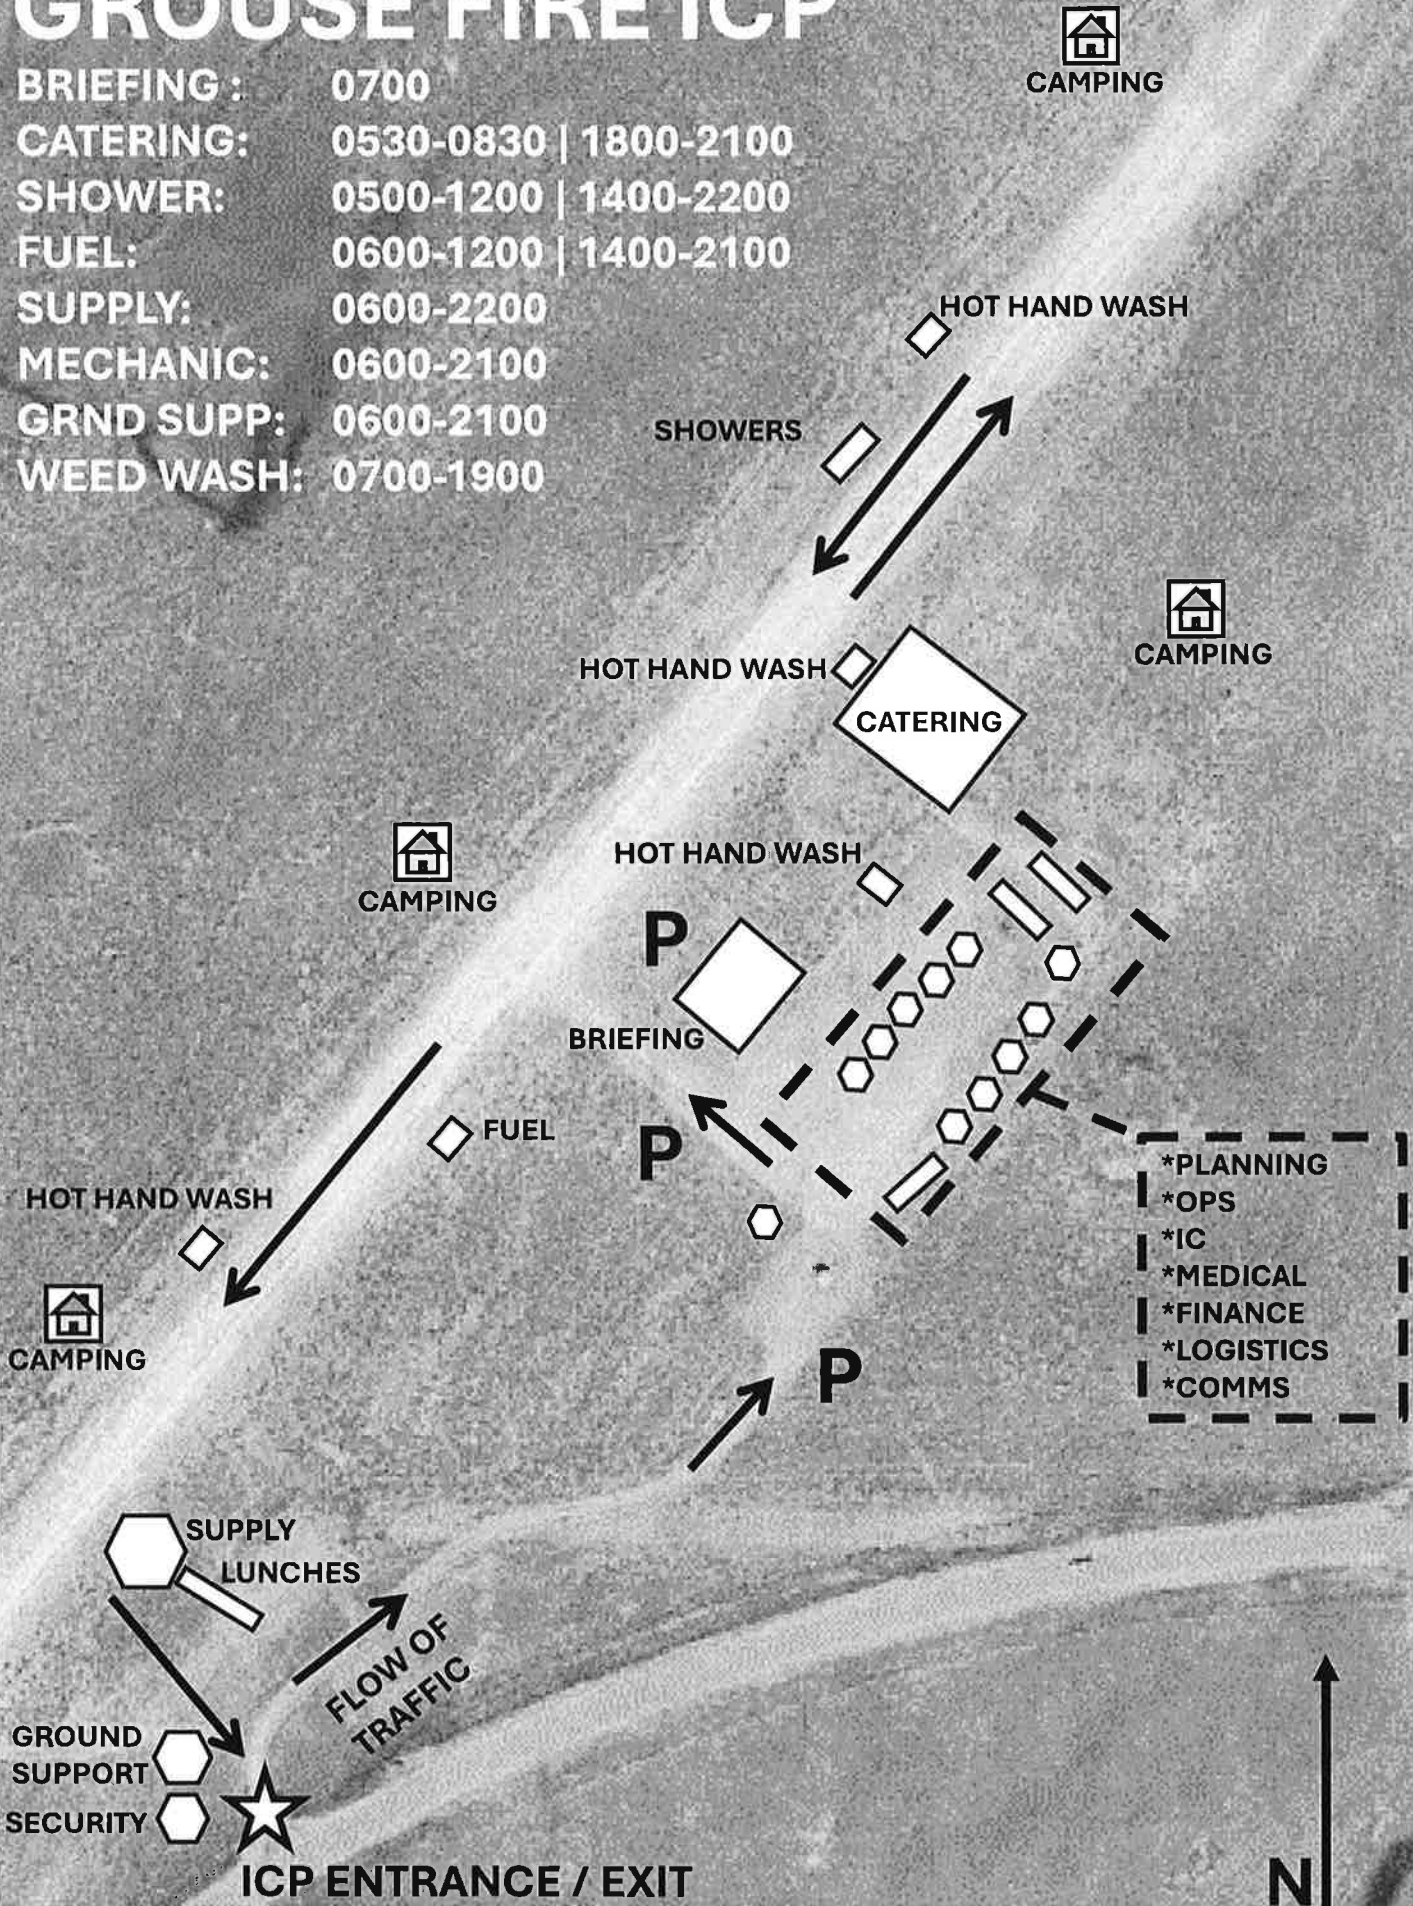 GROUSE FIRE ICP
BRIEFING : 0700
CATERING: 0530-0830 | 1800-2100
SHOWER: 0500-1200 | 1400-2200
FUEL: 0600-1200 | 1400-2100
SUPPLY: 0600-2200
MECHANIC: 0600-2100
GRND SUPP: 0600-2100
WEED WASH: 0700-1900
CAMPING
HOT HAND WASH
SHOWERS
CAMPING
HOT HAND WASH
CATERING
HOT HAND WASH
CAMPING
P
BRIEFING
FUEL
P
*PLANNING
*OPS
*IC
*MEDICAL
*FINANCE
*LOGISTICS
*COMMS
HOT HAND WASH
CAMPING
P
SUPPLY
LUNCHES
FLOW OF
TRAFFIC
GROUND
SUPPORT
SECURITY
ICP ENTRANCE / EXIT
N